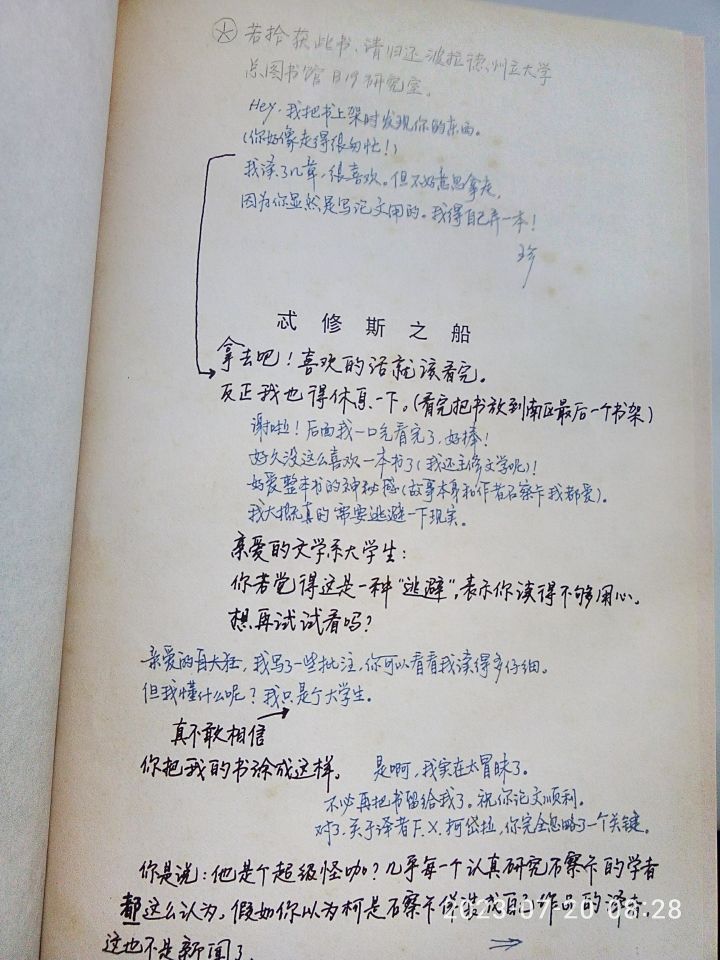 若拾获此书，请归还波拉德州立大学
总图书馆B19研究室。
Hey. 我把书上架时发现你的东西。
(你好像走得很匆忙！)
我读了几章，很喜欢。但不好意思拿走，
因为你显然是写论文用的。我得自己弄一本！
珍
忒修斯之船
拿去吧！喜欢的话就该看完。
反正我也得休息一下。(看完把书放到南区最后一个书架)
谢啦！后面我一口气看完了，好棒！
好久没这么喜欢一本书了(我还主修文学呢)！
好爱整本书的神秘感(故事本身和作者石察卡我都爱)。
我大概真的需要逃避一下现实。
亲爱的文学系大学生：
你若觉得这是一种“逃避”，表示你读得不够用心。
想再试试看吗？
亲爱的自大狂，我写了一些批注，你可以看看我读得多仔细。
但我懂什么呢？我只是个大学生。
真不敢相信
你把我的书涂成这样。 是啊，我实在太冒昧了。
不必再把书留给我了。祝你论文顺利。
对了，关于译者F.X.柯岱拉，你完全忽略了一个关键。
你是说：他是个超级怪咖？几乎每一个认真研究石察卡的学者
都这么认为，假如你以为柯是石察卡伪造成自己作品的译者，
这也不是新闻了。
2023-07-20 08:28